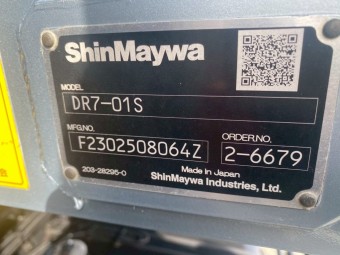 ShinMaywa
MODEL
DR7-01S
MFG.NO.
F2302508064Z
ORDER.NO.
2-6679
203-28295-0
Made in Japan
ShinMaywa Industries, Ltd.